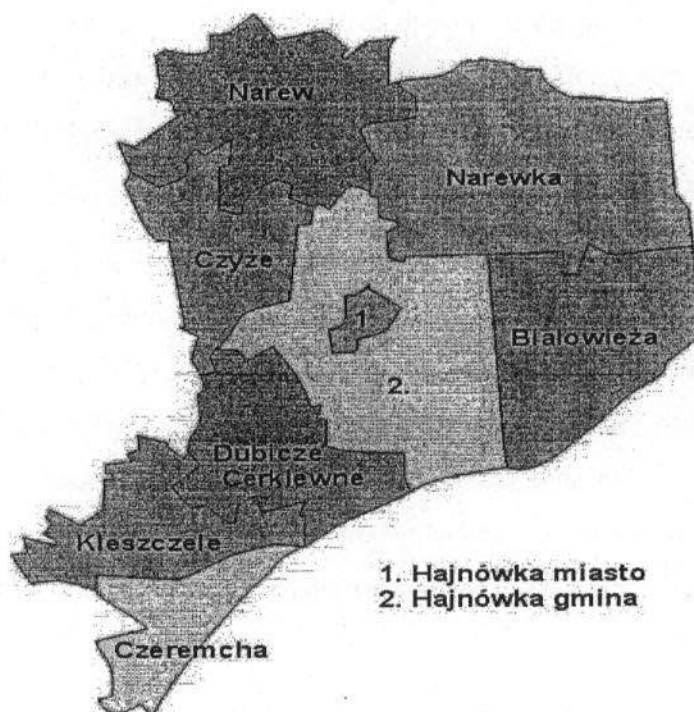 Narew
Narewka
Czyże
1
Białowieża
2.
Dubicze
Cerkiewne
Kleszczele
1. Hajnówka miasto
2. Hajnówka gmina
Czeremcha